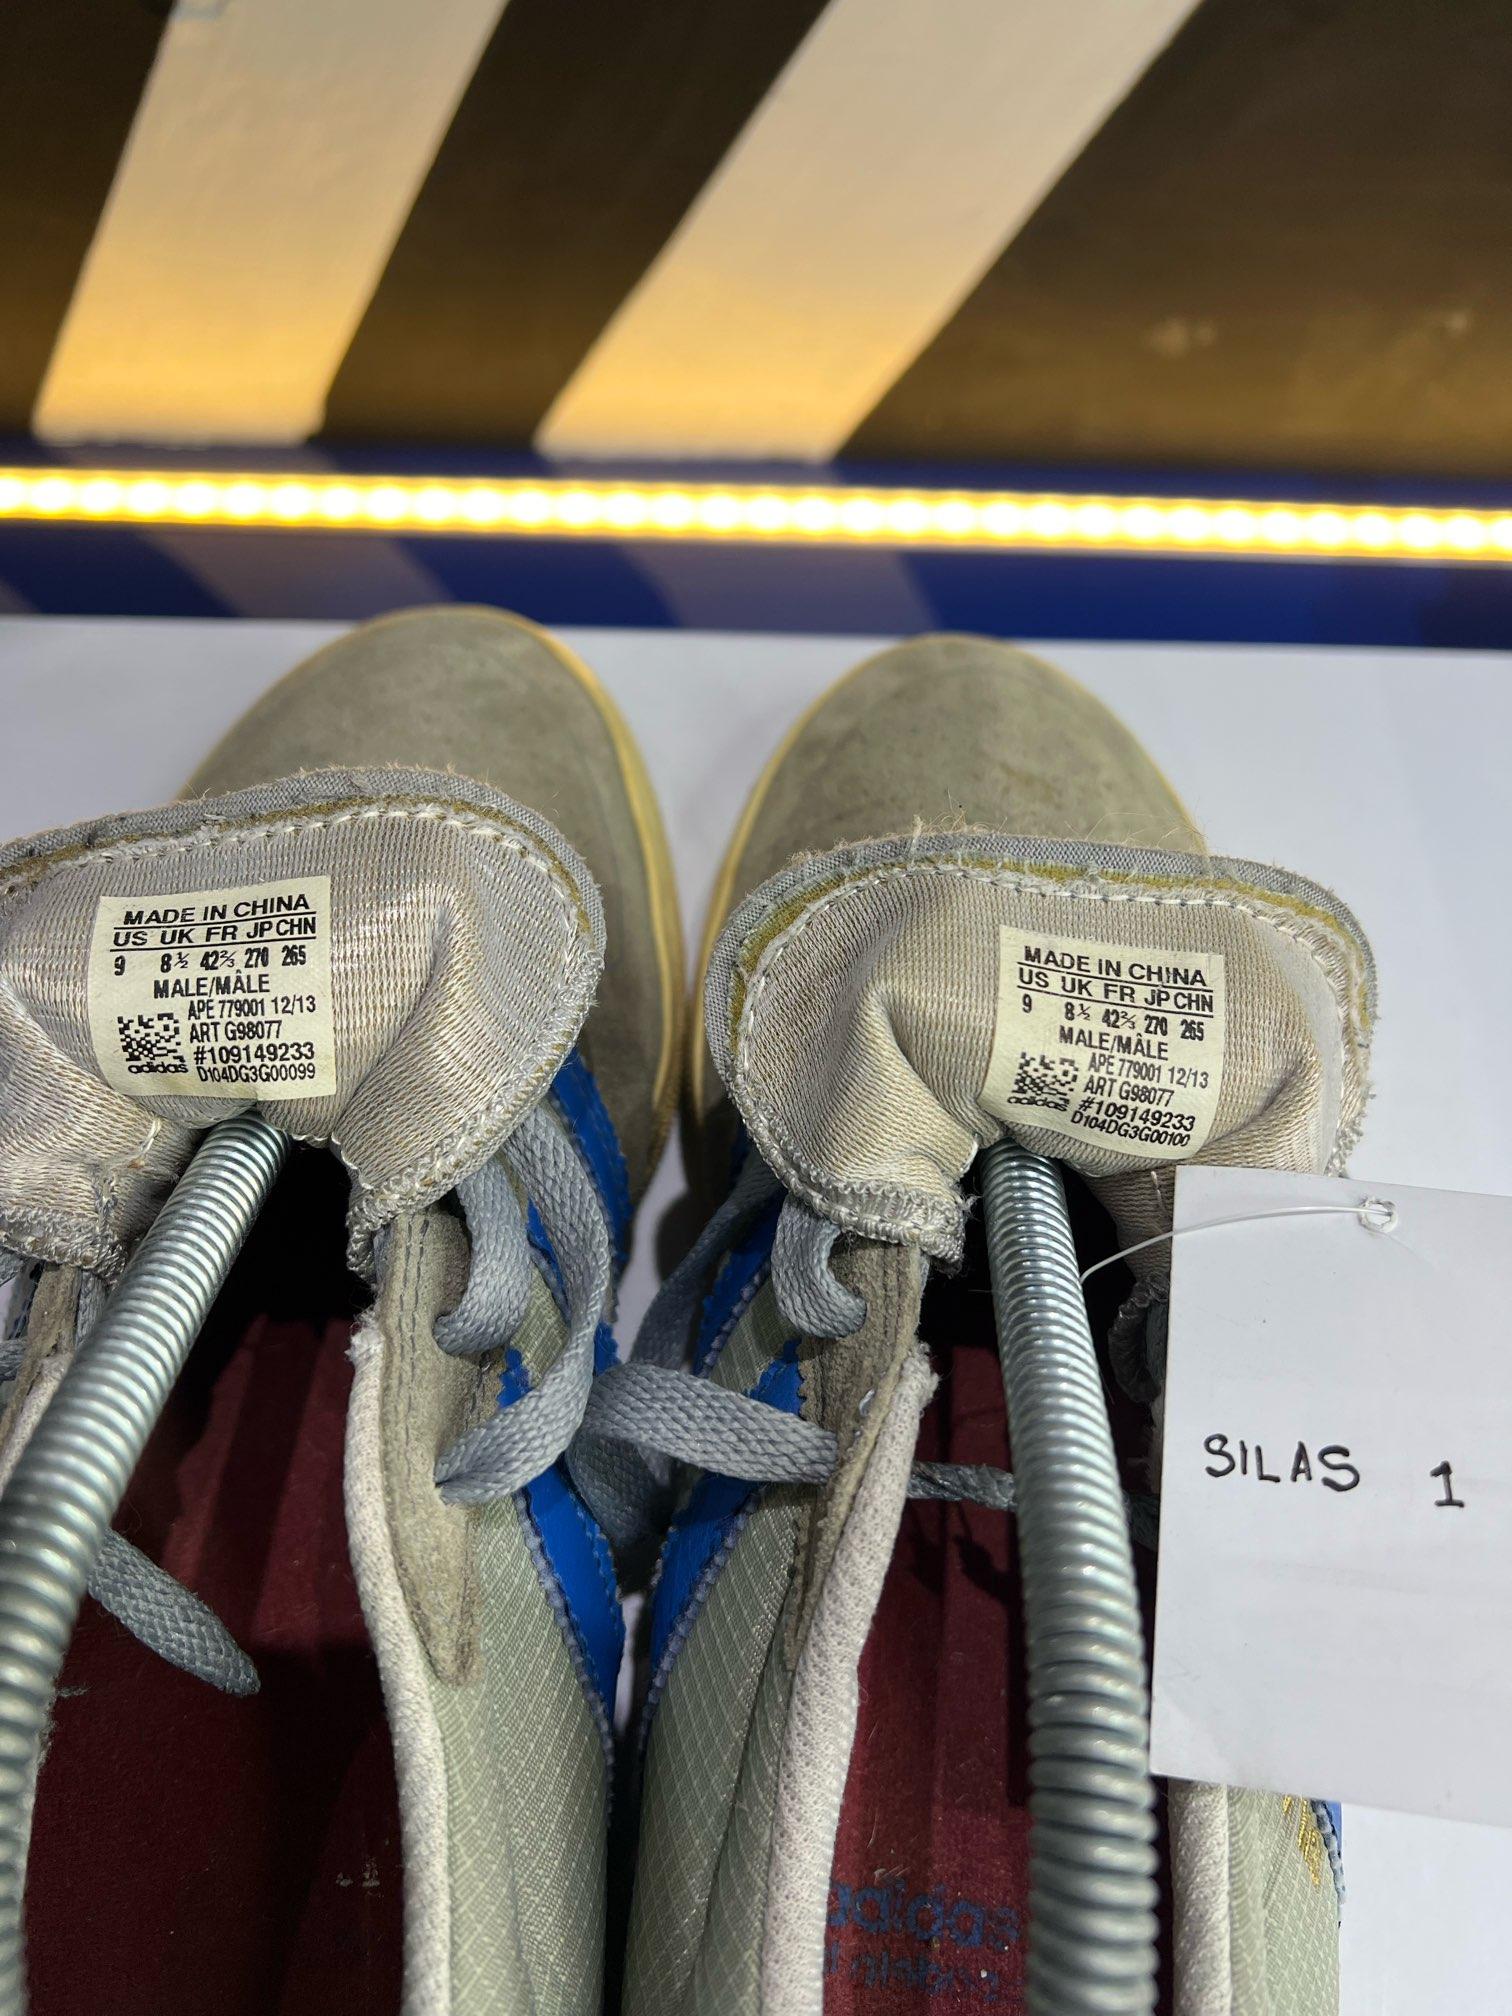 MADE IN CHINA
US UK FR JP CHN
9 8½ 42⅔ 270 265
MALE/MÂLE
APE 779001 12/13
ART G98077
#109149233
adidas D104DG3G00099
MADE IN CHINA
US UK FR JP CHN
9 8½ 42⅔ 270 265
MALE/MÂLE
APE 779001 12/13
ART G98077
#109149233
adidas D104DG3G00100
SILAS 1
adidas